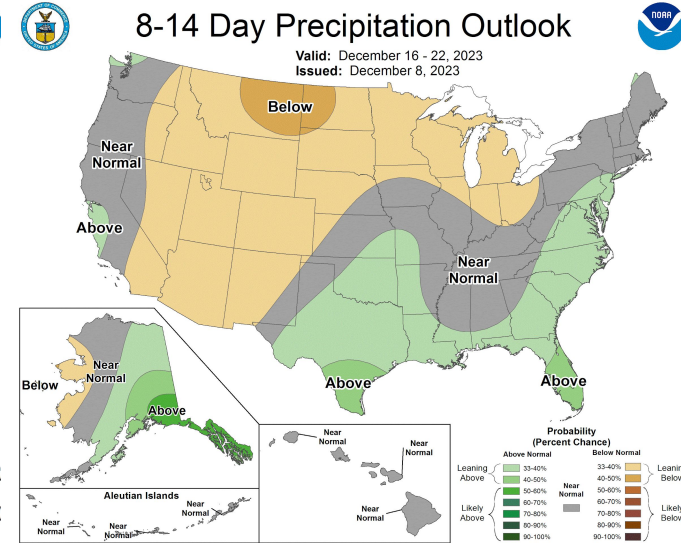 8-14 Day Precipitation Outlook
Valid: December 16 - 22, 2023
Issued: December 8, 2023
NOAA
Below
Near
Normal
Above
Near
Normal
Above
Above
Below
Near
Normal
Above
Aleutian Islands
Near
Normal
Near
Normal
Near
Normal
Near
Normal
Near
Normal
Near
Normal
Probability
(Percent Chance)
Above Normal
Below Normal
Leaning
Above
33-40%
40-50%
Likely
Above
50-60%
60-70%
70-80%
80-90%
90-100%
Near
Normal
33-40%
40-50%
50-60%
60-70%
70-80%
80-90%
90-100%
Leanin
Below
Likely
Below